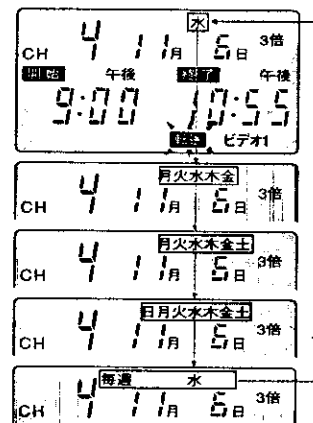 水
CH 4 11月 6日 3倍
開始 午後 終了 午後
9:00 10:55
ビデオ1
月火水木金
CH 4 11月 6日 3倍
月火水木金土
CH 4 11月 6日 3倍
日月火水木金土
CH 4 11月 6日 3倍
毎週 水
CH 4 11月 6日 3倍